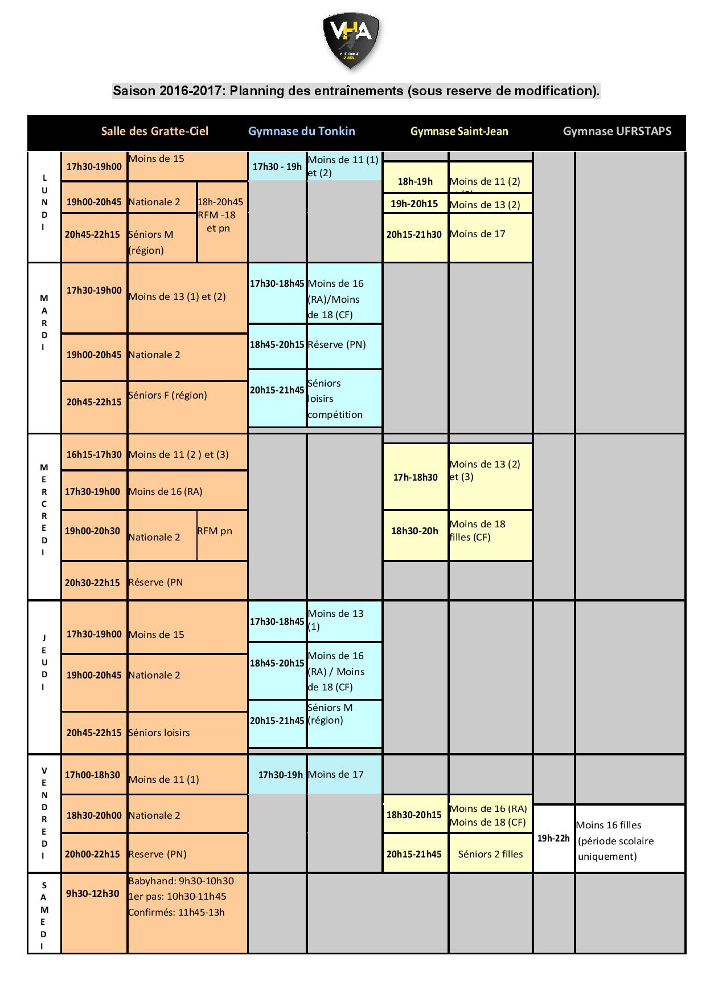 VHA
VILLEURBANNE
HANDBALL
Saison 2016-2017: Planning des entraînements (sous reserve de modification).
Salle des Gratte-Ciel
Gymnase du Tonkin
Gymnase Saint-Jean
Gymnase UFRSTAPS
L
U
N
D
I
17h30-19h00
Moins de 15
19h00-20h45
Nationale 2
18h-20h45
RFM -18
et pn
20h45-22h15
Séniors M
(région)
17h30 - 19h
Moins de 11 (1)
et (2)
18h-19h
Moins de 11 (2)
19h-20h15
Moins de 13 (2)
20h15-21h30
Moins de 17
M
A
R
D
I
17h30-19h00
Moins de 13 (1) et (2)
19h00-20h45
Nationale 2
20h45-22h15
Séniors F (région)
17h30-18h45
Moins de 16
(RA)/Moins
de 18 (CF)
18h45-20h15
Réserve (PN)
20h15-21h45
Séniors
loisirs
compétition
M
E
R
C
R
E
D
I
16h15-17h30
Moins de 11 (2 ) et (3)
17h30-19h00
Moins de 16 (RA)
19h00-20h30
Nationale 2
RFM pn
20h30-22h15
Réserve (PN
17h-18h30
Moins de 13 (2)
et (3)
18h30-20h
Moins de 18
filles (CF)
J
E
U
D
I
17h30-19h00
Moins de 15
19h00-20h45
Nationale 2
20h45-22h15
Séniors loisirs
17h30-18h45
Moins de 13
(1)
18h45-20h15
Moins de 16
(RA) / Moins
de 18 (CF)
20h15-21h45
Séniors M
(région)
V
E
N
D
R
E
D
I
17h00-18h30
Moins de 11 (1)
18h30-20h00
Nationale 2
20h00-22h15
Reserve (PN)
17h30-19h
Moins de 17
18h30-20h15
Moins de 16 (RA)
Moins de 18 (CF)
20h15-21h45
Séniors 2 filles
19h-22h
Moins 16 filles
(période scolaire
uniquement)
S
A
M
E
D
I
9h30-12h30
Babyhand: 9h30-10h30
1er pas: 10h30-11h45
Confirmés: 11h45-13h